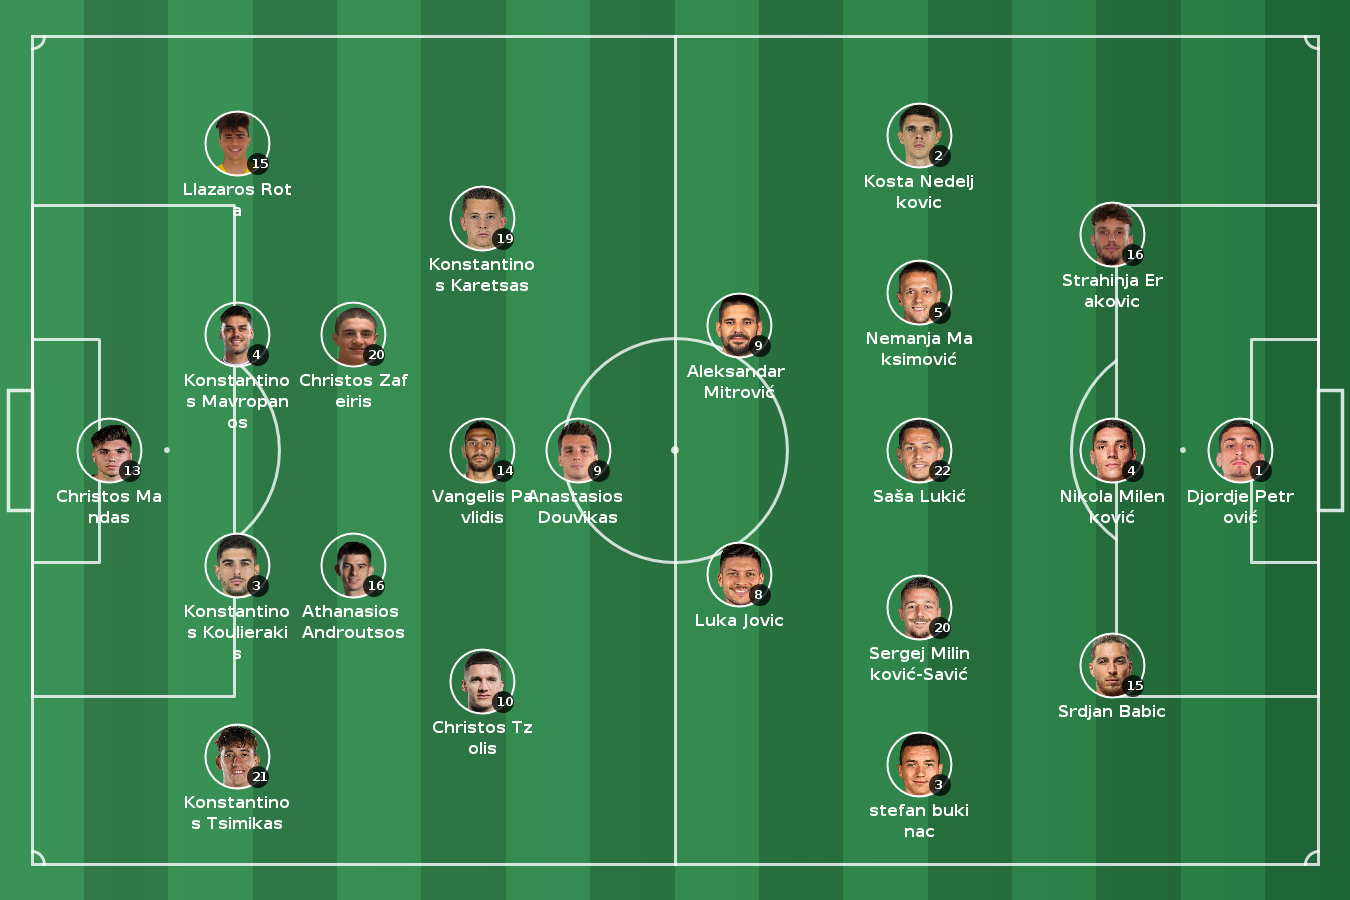 15
Llazaros Rot
a
19
Konstantino
s Karetsas
4
Konstantino
s Mavropan
os
20
Christos Zaf
eiris
13
Christos Ma
ndas
14
Vangelis Pa
vlidis
9
Anastasios
Douvikas
3
Konstantino
s Koulieraki
s
16
Athanasios
Androutsos
10
Christos Tz
olis
21
Konstantino
s Tsimikas
2
Kosta Nedelj
kovic
16
Strahinja Er
akovic
5
Nemanja Ma
ksimović
9
Aleksandar
Mitrović
22
Saša Lukić
4
Nikola Milen
ković
1
Djordje Petr
ović
8
Luka Jovic
20
Sergej Milin
ković-Savić
15
Srdjan Babic
3
stefan buki
nac